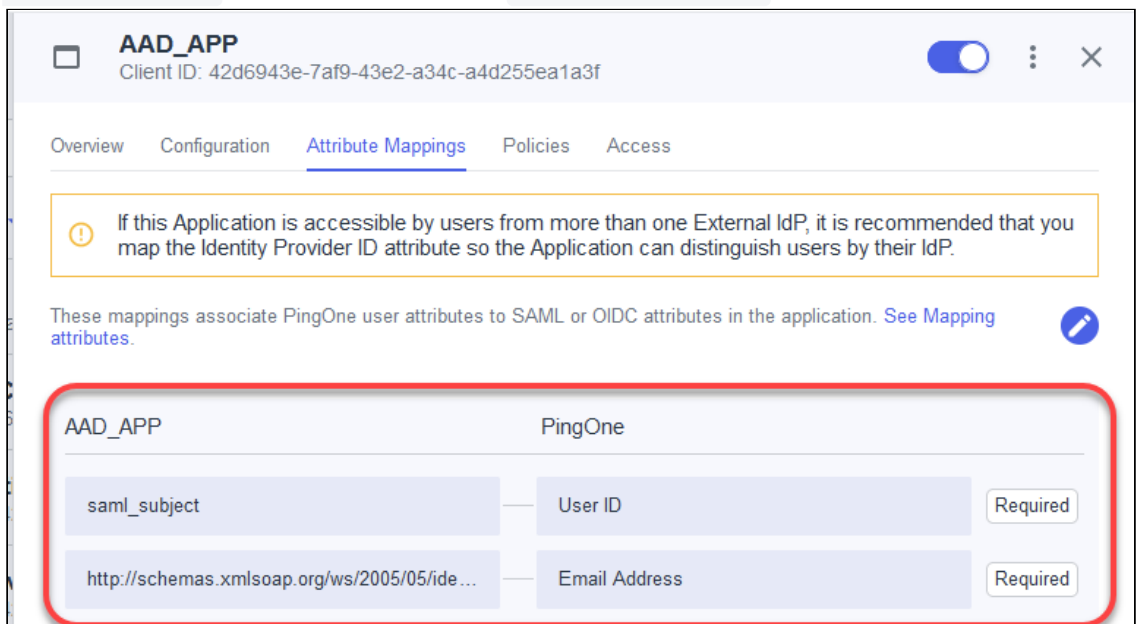 AAD_APP
Client ID: 42d6943e-7af9-43e2-a34c-a4d255ea1a3f
Overview Configuration Attribute Mappings Policies Access
If this Application is accessible by users from more than one External IdP, it is recommended that you
map the Identity Provider ID attribute so the Application can distinguish users by their IdP.
These mappings associate PingOne user attributes to SAML or OIDC attributes in the application. See Mapping
attributes.
AAD_APP PingOne
saml_subject User ID Required
http://schemas.xmlsoap.org/ws/2005/05/ide... Email Address Required